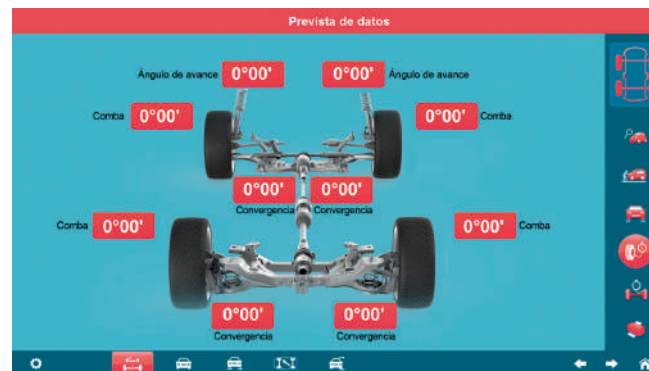 Prevista de datos
Ángulo de avance 0°00' 0°00' Ángulo de avance
Comba 0°00' 0°00' Comba
0°00' 0°00'
Convergencia Convergencia
Comba 0°00' 0°00' Comba
0°00' 0°00'
Convergencia Convergencia